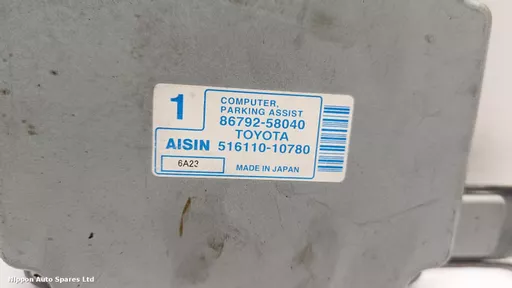 1
COMPUTER,
PARKING ASSIST
86792-58040
TOYOTA
AISIN 516110-10780
6A23
MADE IN JAPAN
Nippon Auto Spares Ltd